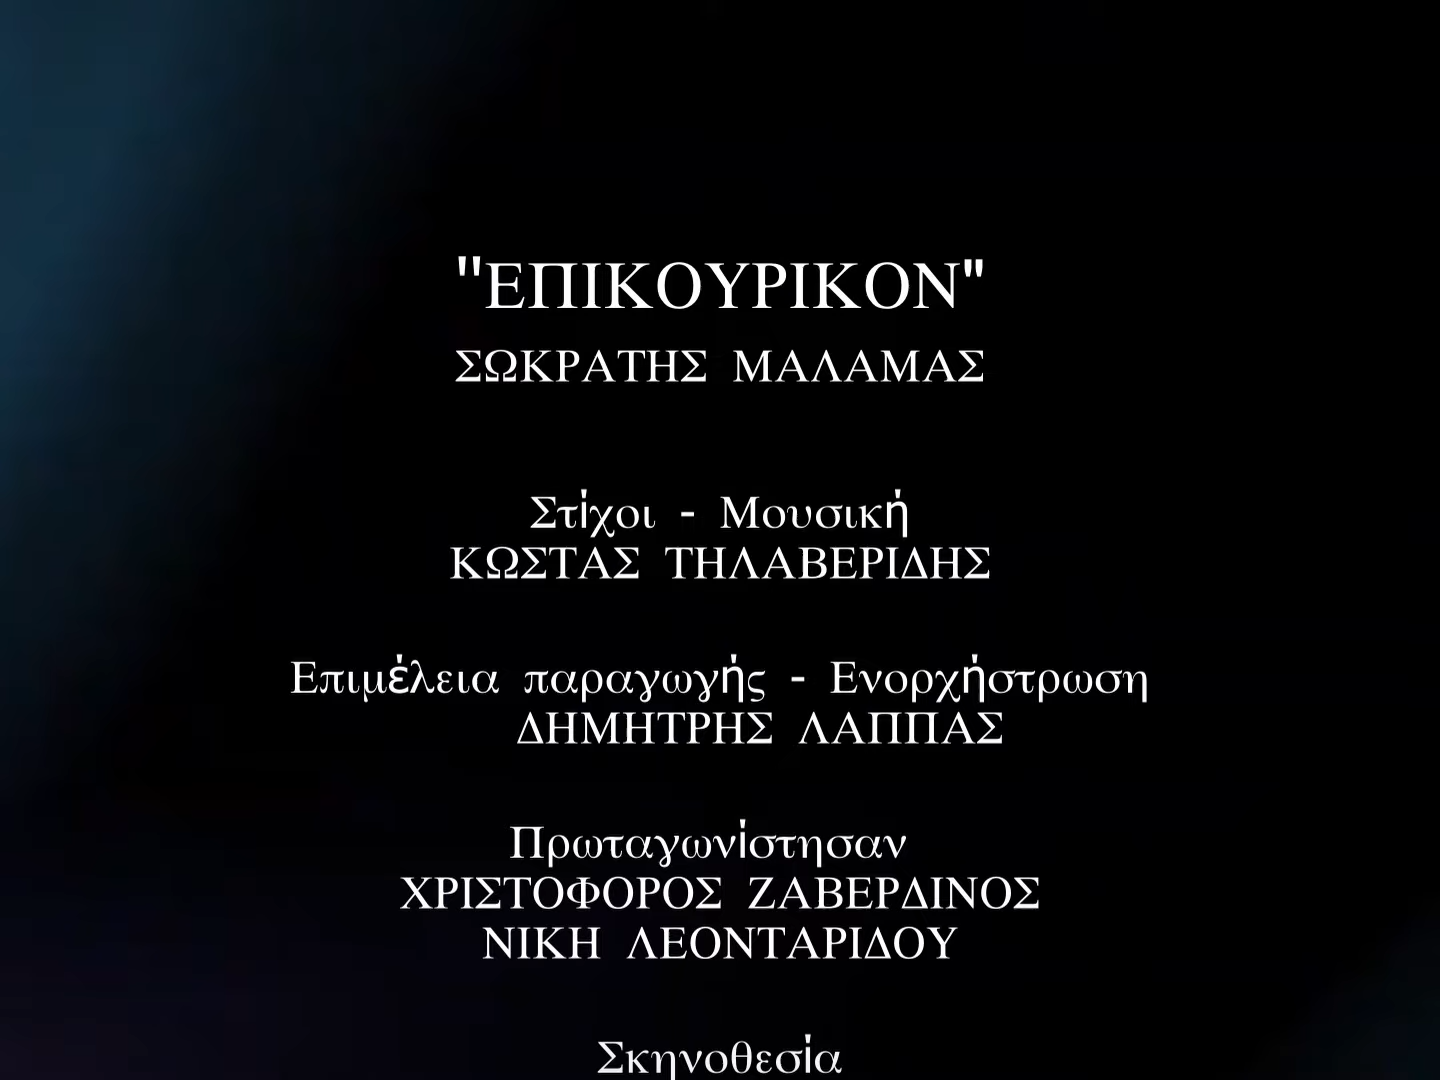 "ΕΠΙΚΟΥΡΙΚΟΝ"
ΣΩΚΡΑΤΗΣ ΜΑΛΑΜΑΣ
Στίχοι - Μουσική
ΚΩΣΤΑΣ ΤΗΛΑΒΕΡΙΔΗΣ
Επιμέλεια παραγωγής - Ενορχήστρωση
ΔΗΜΗΤΡΗΣ ΛΑΠΠΑΣ
Πρωταγωνίστησαν
ΧΡΙΣΤΟΦΟΡΟΣ ΖΑΒΕΡΔΙΝΟΣ
ΝΙΚΗ ΛΕΟΝΤΑΡΙΔΟΥ
Σκηνοθεσία